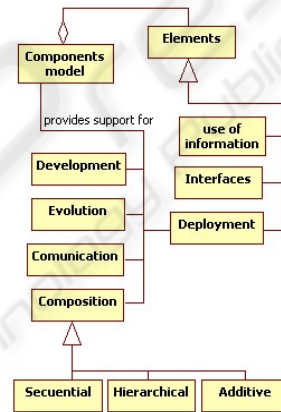 Elements
Components
model
provides support for
use of
information
Development
Interfaces
Evolution
Deployment
Comunication
Composition
Secuential
Hierarchical
Additive